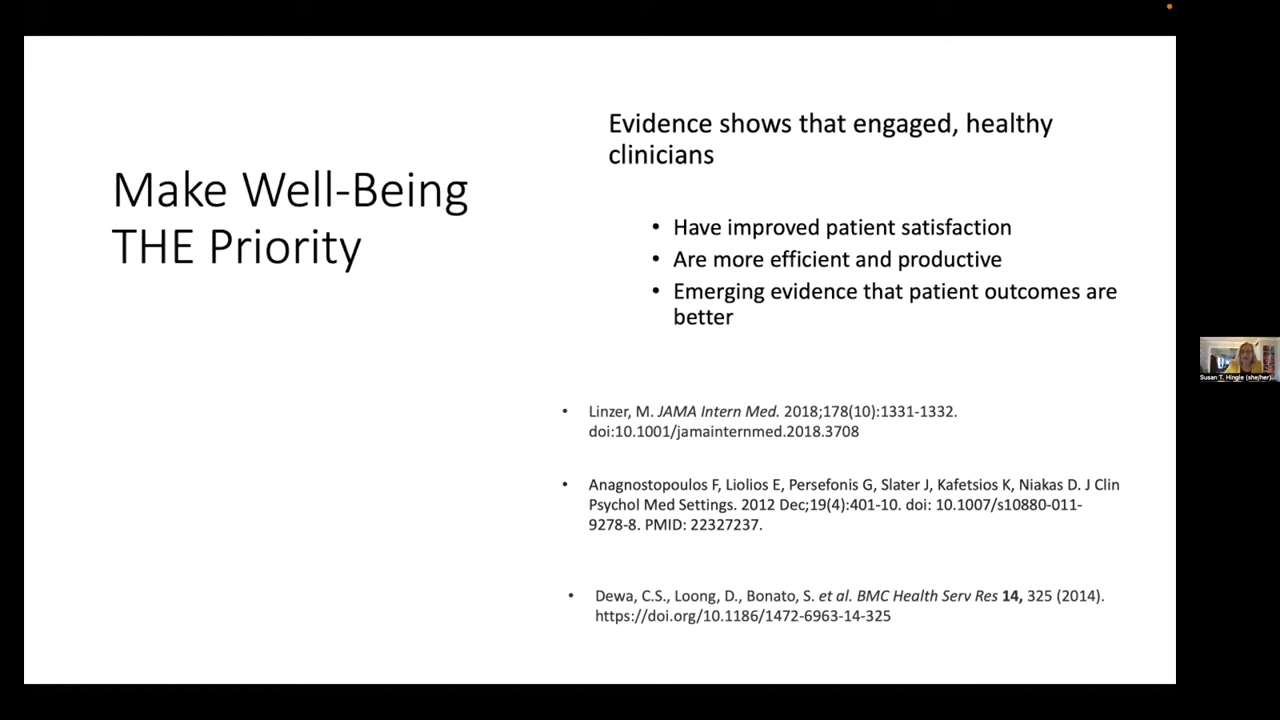 Make Well-Being
THE Priority
Evidence shows that engaged, healthy
clinicians
• Have improved patient satisfaction
• Are more efficient and productive
• Emerging evidence that patient outcomes are
better
• Linzer, M. JAMA Intern Med. 2018;178(10):1331-1332.
doi:10.1001/jamainternmed.2018.3708
• Anagnostopoulos F, Liolios E, Persefonis G, Slater J, Kafetsios K, Niakas D. J Clin
Psychol Med Settings. 2012 Dec;19(4):401-10. doi: 10.1007/s10880-011-
9278-8. PMID: 22327237.
• Dewa, C.S., Loong, D., Bonato, S. et al. BMC Health Serv Res 14, 325 (2014).
https://doi.org/10.1186/1472-6963-14-325
Susan T. Hingle (she/her)